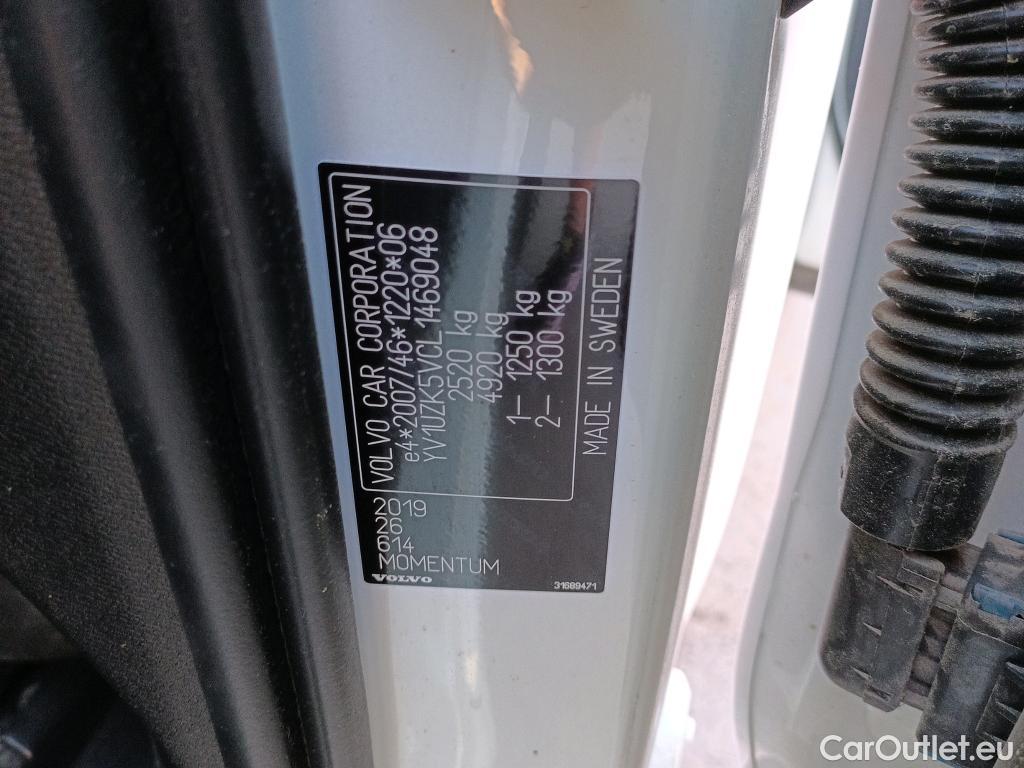 VOLVO CAR CORPORATION
e4*2007/46*1220*06
YV1UZK5VCL1469048
2520 kg
4920 kg
1– 1250 kg
2– 1300 kg
MADE IN SWEDEN
2019
26
614
MOMENTUM
VOLVO
31689471
CarOutlet.eu